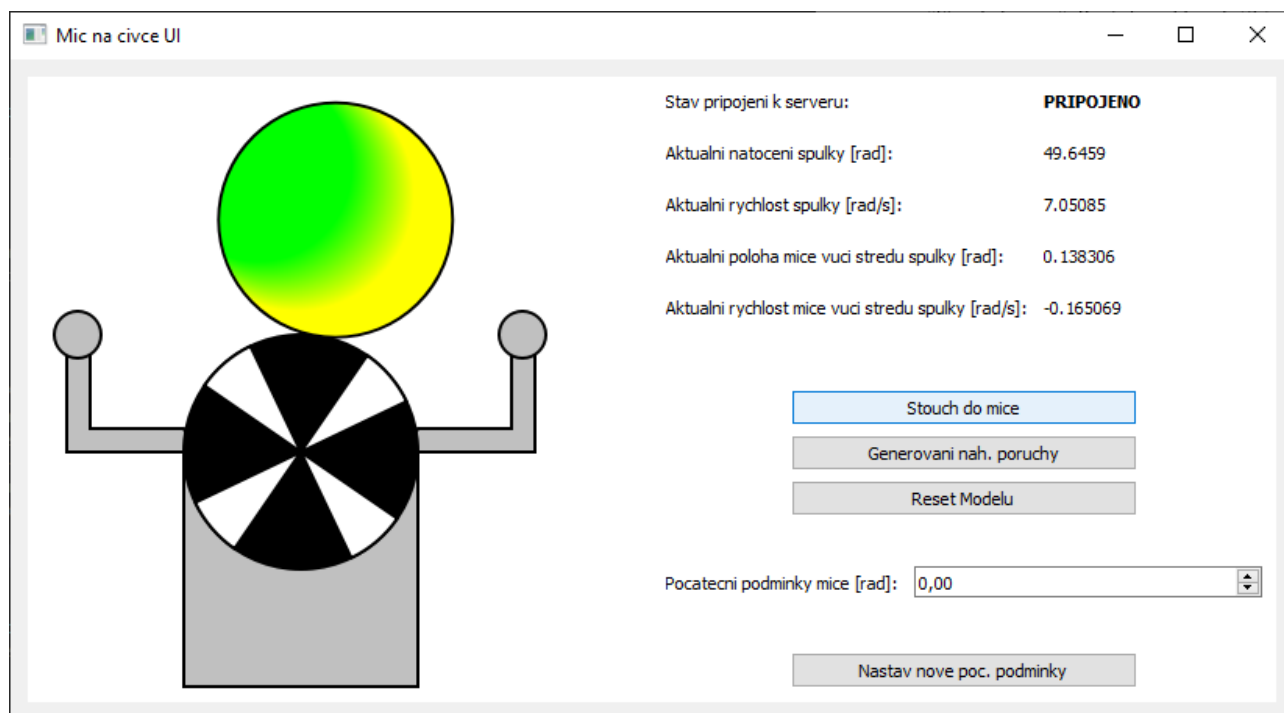 Mic na civce UI
Stav pripojeni k serveru: PRIPOJENO
Aktualni natoceni spulky [rad]: 49.6459
Aktualni rychlost spulky [rad/s]: 7.05085
Aktualni poloha mice vuci stredu spulky [rad]: 0.138306
Aktualni rychlost mice vuci stredu spulky [rad/s]: -0.165069
Stouch do mice
Generovani nah. poruchy
Reset Modelu
Pocatecni podminky mice [rad]: 0,00
Nastav nove poc. podminky